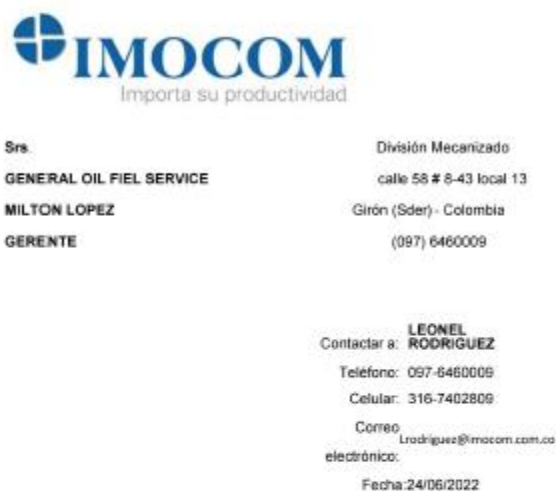 IMOCOM
Importa su productividad
Srs.
GENERAL OIL FIEL SERVICE
MILTON LOPEZ
GERENTE
División Mecanizado
calle 58 # 8-43 local 13
Girón (Sder) - Colombia
(097) 6460009
Contactar a: LEONEL RODRIGUEZ
Teléfono: 097-6460009
Celular: 316-7402809
Correo electrónico: Lrodriguez@imocom.com.co
Fecha:24/06/2022